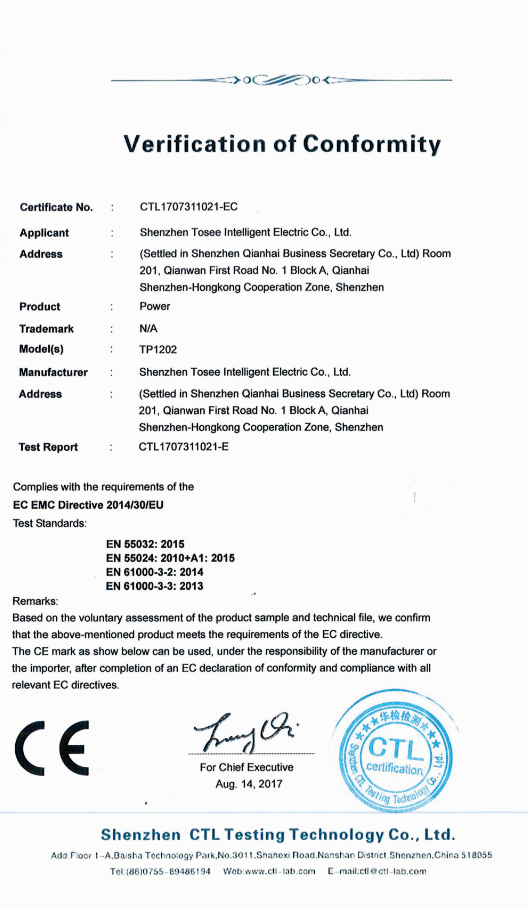 Verification of Conformity
Certificate No. : CTL1707311021-EC
Applicant : Shenzhen Tosee Intelligent Electric Co., Ltd.
Address : (Settled in Shenzhen Qianhai Business Secretary Co., Ltd) Room
201, Qianwan First Road No. 1 Block A, Qianhai
Shenzhen-Hongkong Cooperation Zone, Shenzhen
Product : Power
Trademark : N/A
Model(s) : TP1202
Manufacturer : Shenzhen Tosee Intelligent Electric Co., Ltd.
Address : (Settled in Shenzhen Qianhai Business Secretary Co., Ltd) Room
201, Qianwan First Road No. 1 Block A, Qianhai
Shenzhen-Hongkong Cooperation Zone, Shenzhen
Test Report : CTL1707311021-E
Complies with the requirements of the
EC EMC Directive 2014/30/EU
Test Standards:
EN 55032: 2015
EN 55024: 2010+A1: 2015
EN 61000-3-2: 2014
EN 61000-3-3: 2013
Remarks:
Based on the voluntary assessment of the product sample and technical file, we confirm
that the above-mentioned product meets the requirements of the EC directive.
The CE mark as show below can be used, under the responsibility of the manufacturer or
the importer, after completion of an EC declaration of conformity and compliance with all
relevant EC directives.
CE
For Chief Executive
Aug. 14, 2017
华检检测
CTL
certification
Shenzhen CTL Testing Technology Co., Ltd.
Shenzhen CTL Testing Technology Co., Ltd.
Add.Floor 1-A,Baisha Technology Park,No.3011,Shahexi Road,Nanshan District,Shenzhen,China 518055
Tel:(86)0755-89486194 Web:www.ctl-lab.com E-mail:ctl@ctl-lab.com